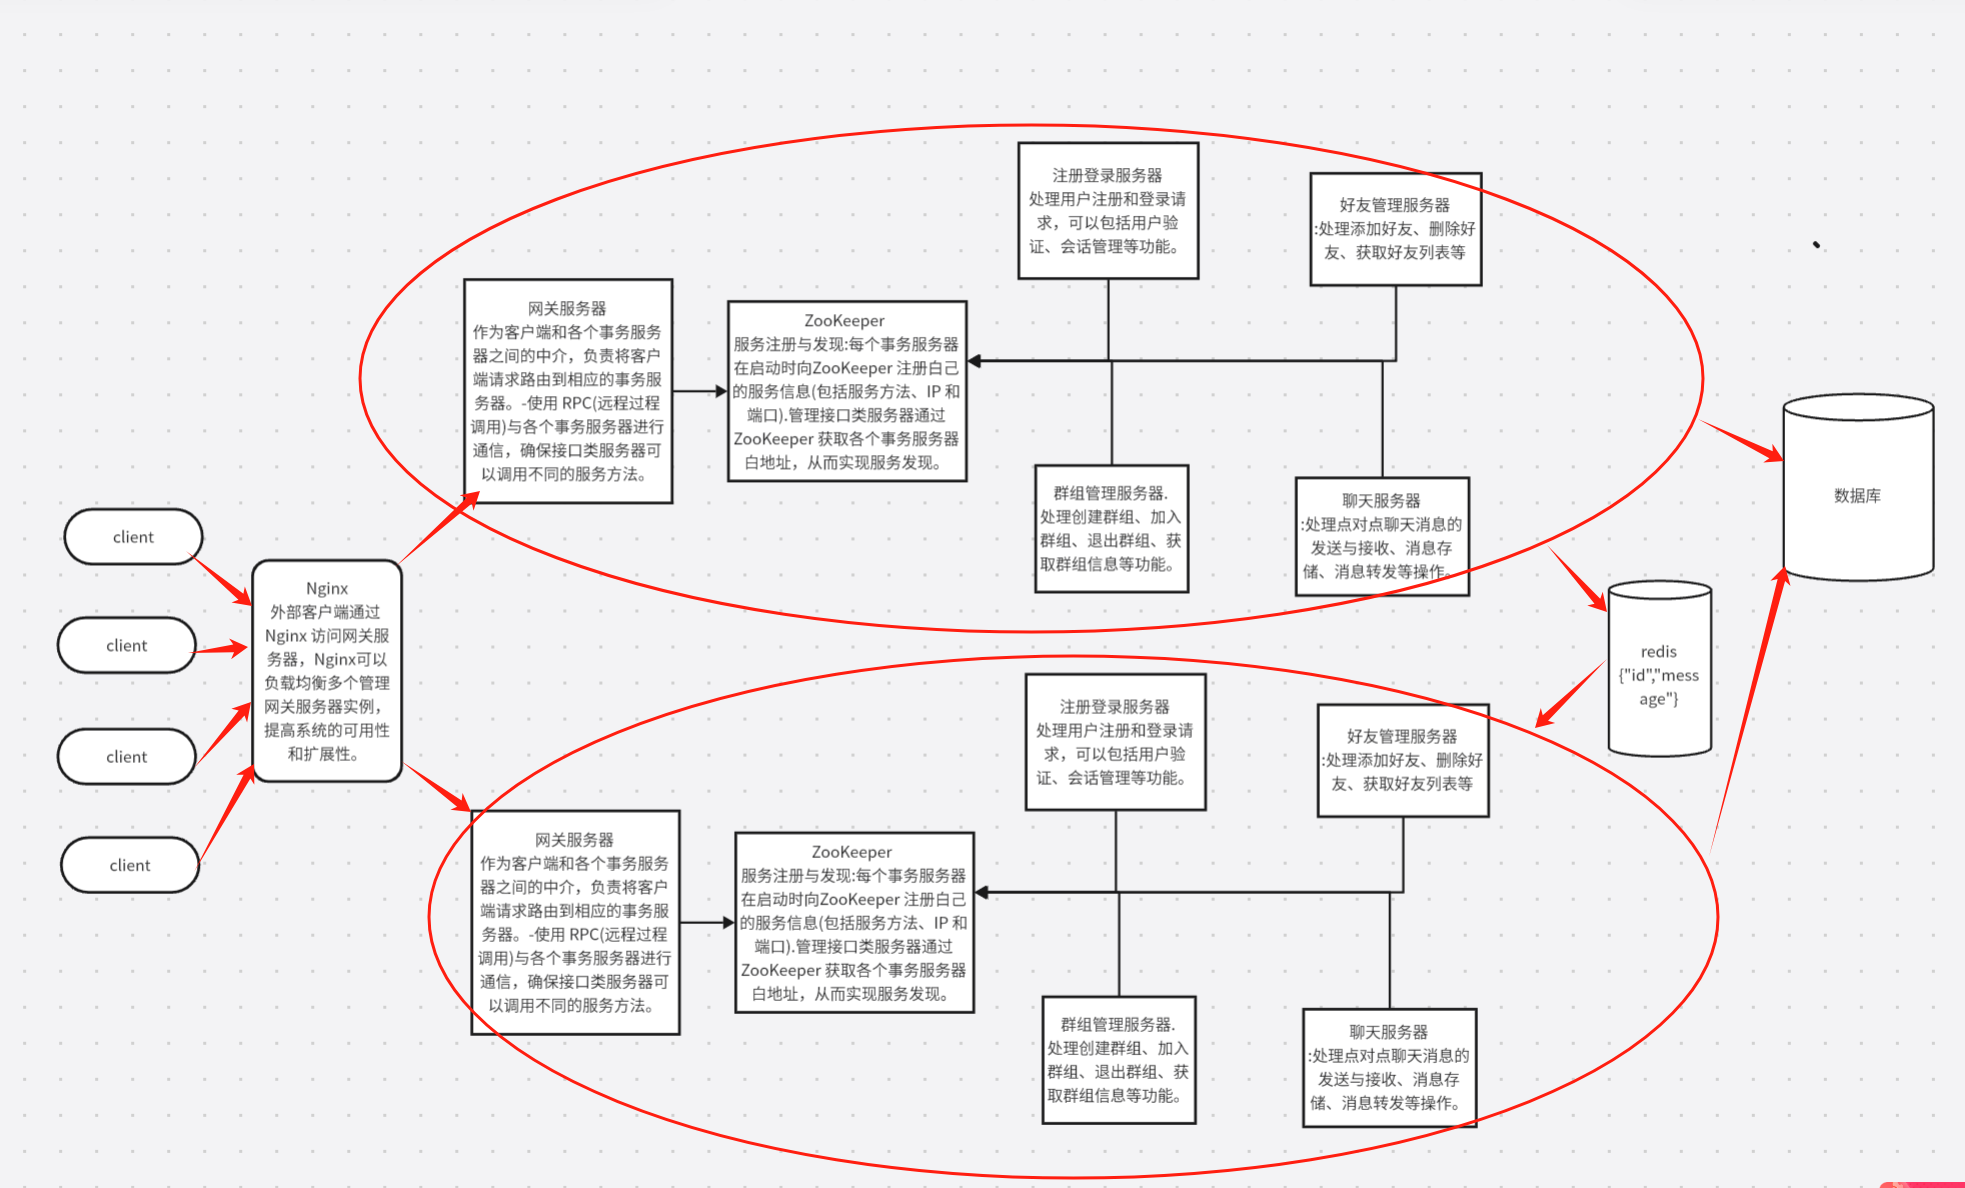 client
client
client
client
Nginx
外部客户端通过
Nginx 访问网关服
务器，Nginx可以
负载均衡多个管理
网关服务器实例，
提高系统的可用性
和扩展性。
网关服务器
作为客户端和各个事务服务
器之间的中介，负责将客户
端请求路由到相应的事务服
务器。-使用 RPC(远程过程
调用)与各个事务服务器进行
通信，确保接口类服务器可
以调用不同的服务方法。
ZooKeeper
服务注册与发现:每个事务服务器
在启动时向ZooKeeper 注册白己
的服务信息(包括服务方法、IP 和
端口).管理接口类服务器通过
ZooKeeper 获取各个事务服务器
白地址，从而实现服务发现。
注册登录服务器
处理用户注册和登录请
求，可以包括用户验
证、会话管理等功能。
好友管理服务器
:处理添加好友、删除好
友、获取好友列表等
群组管理服务器.
处理创建群组、加入
群组、退出群组、获
取群组信息等功能。
聊天服务器
:处理点对点聊天消息的
发送与接收、消息存
储、消息转发等操作。
网关服务器
作为客户端和各个事务服务
器之间的中介，负责将客户
端请求路由到相应的事务服
务器。-使用 RPC(远程过程
调用)与各个事务服务器进行
通信，确保接口类服务器可
以调用不同的服务方法。
ZooKeeper
服务注册与发现:每个事务服务器
在启动时向ZooKeeper 注册白己
的服务信息(包括服务方法、IP 和
端口).管理接口类服务器通过
ZooKeeper 获取各个事务服务器
白地址，从而实现服务发现。
注册登录服务器
处理用户注册和登录请
求，可以包括用户验
证、会话管理等功能。
好友管理服务器
:处理添加好友、删除好
友、获取好友列表等
群组管理服务器.
处理创建群组、加入
群组、退出群组、获
取群组信息等功能。
聊天服务器
:处理点对点聊天消息的
发送与接收、消息存
储、消息转发等操作。
redis
{"id","mess
age"}
数据库